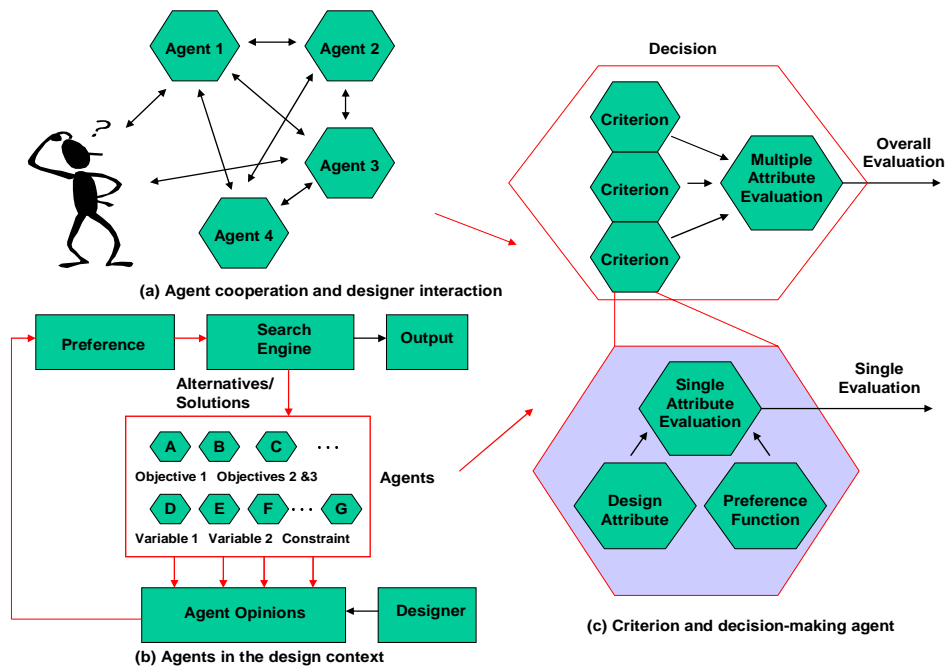 Agent 1
Agent 2
?
Agent 3
Agent 4
(a) Agent cooperation and designer interaction
Preference
Search
Engine
Output
Alternatives/
Solutions
A B C ...
Objective 1 Objectives 2 &3
Agents
D E F ... G
Variable 1 Variable 2 Constraint
Agent Opinions
Designer
(b) Agents in the design context
Decision
Criterion
Criterion
Criterion
Multiple
Attribute
Evaluation
Overall
Evaluation
Single
Attribute
Evaluation
Single
Evaluation
Design
Attribute
Preference
Function
(c) Criterion and decision-making agent